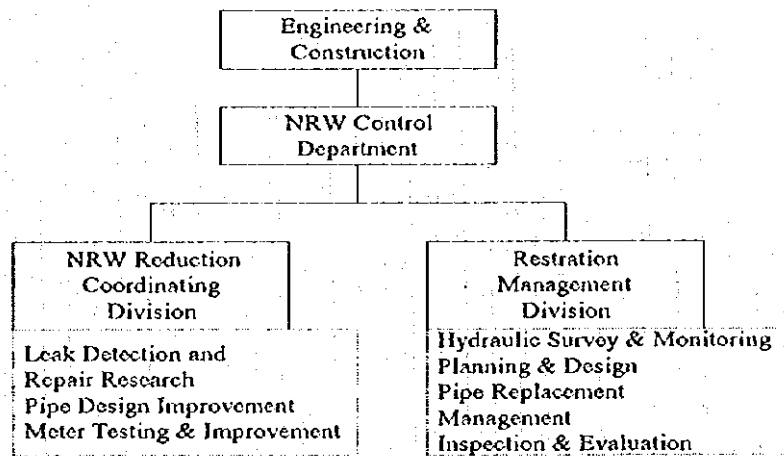 Engineering &
Construction
NRW Control
Department
NRW Reduction
Coordinating
Division
Leak Detection and
Repair Research
Pipe Design Improvement
Meter Testing & Improvement
Restration
Management
Division
Hydraulic Survey & Monitoring
Planning & Design
Pipe Replacement
Management
Inspection & Evaluation